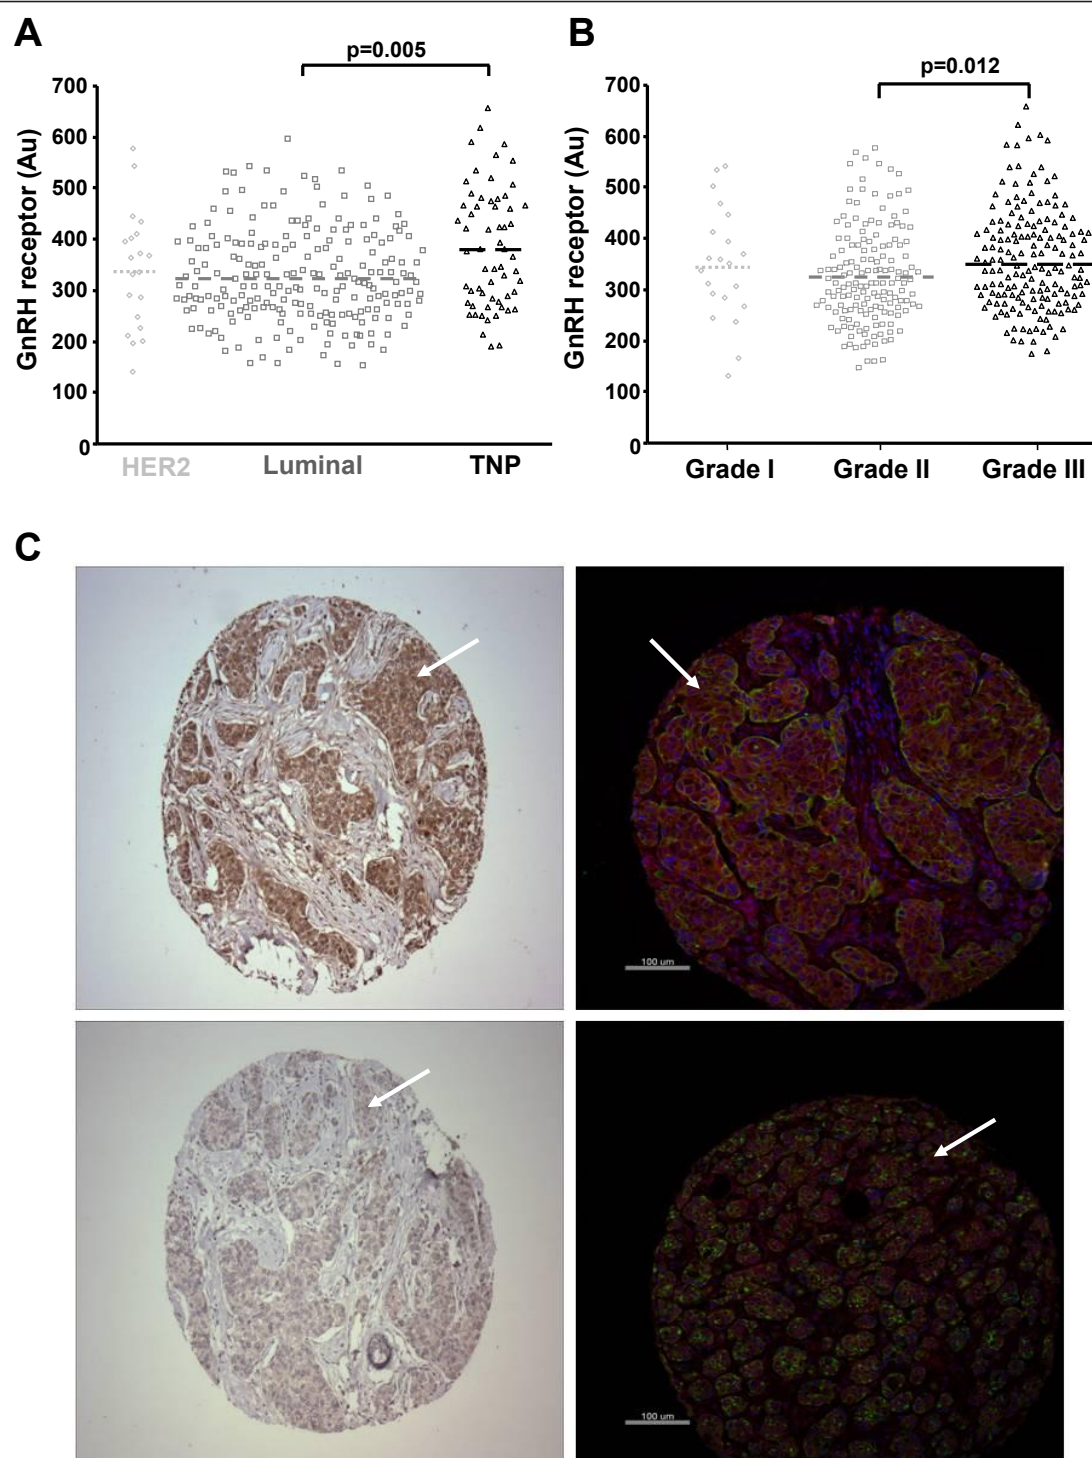 A
p=0.005
GnRH receptor (Au)
700
600
500
400
300
200
100
0
HER2
Luminal
TNP
B
p=0.012
GnRH receptor (Au)
700
600
500
400
300
200
100
0
Grade I
Grade II
Grade III
C
100 um
100 um